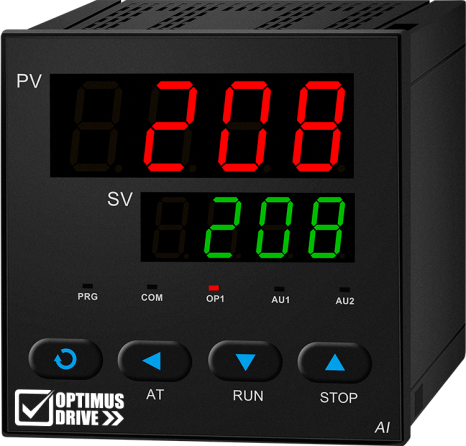 PV 208
SV 208
PRG COM OP1 AU1 AU2
AT RUN STOP
OPTIMUS
DRIVE
AI